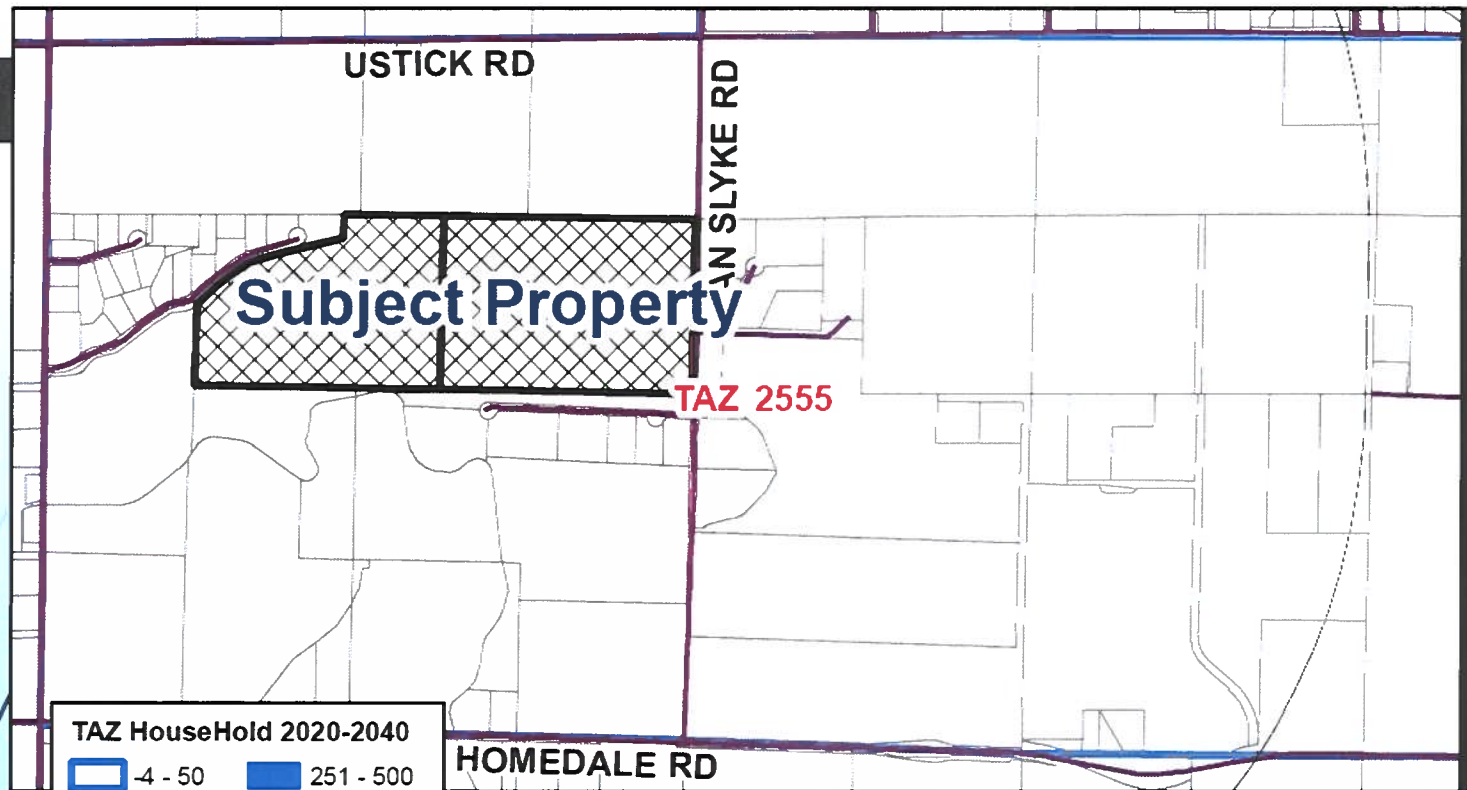 USTICK RD
AN SLYKE RD
Subject Property
TAZ 2555
TAZ HouseHold 2020-2040
-4 - 50
251 - 500
HOMEDALE RD